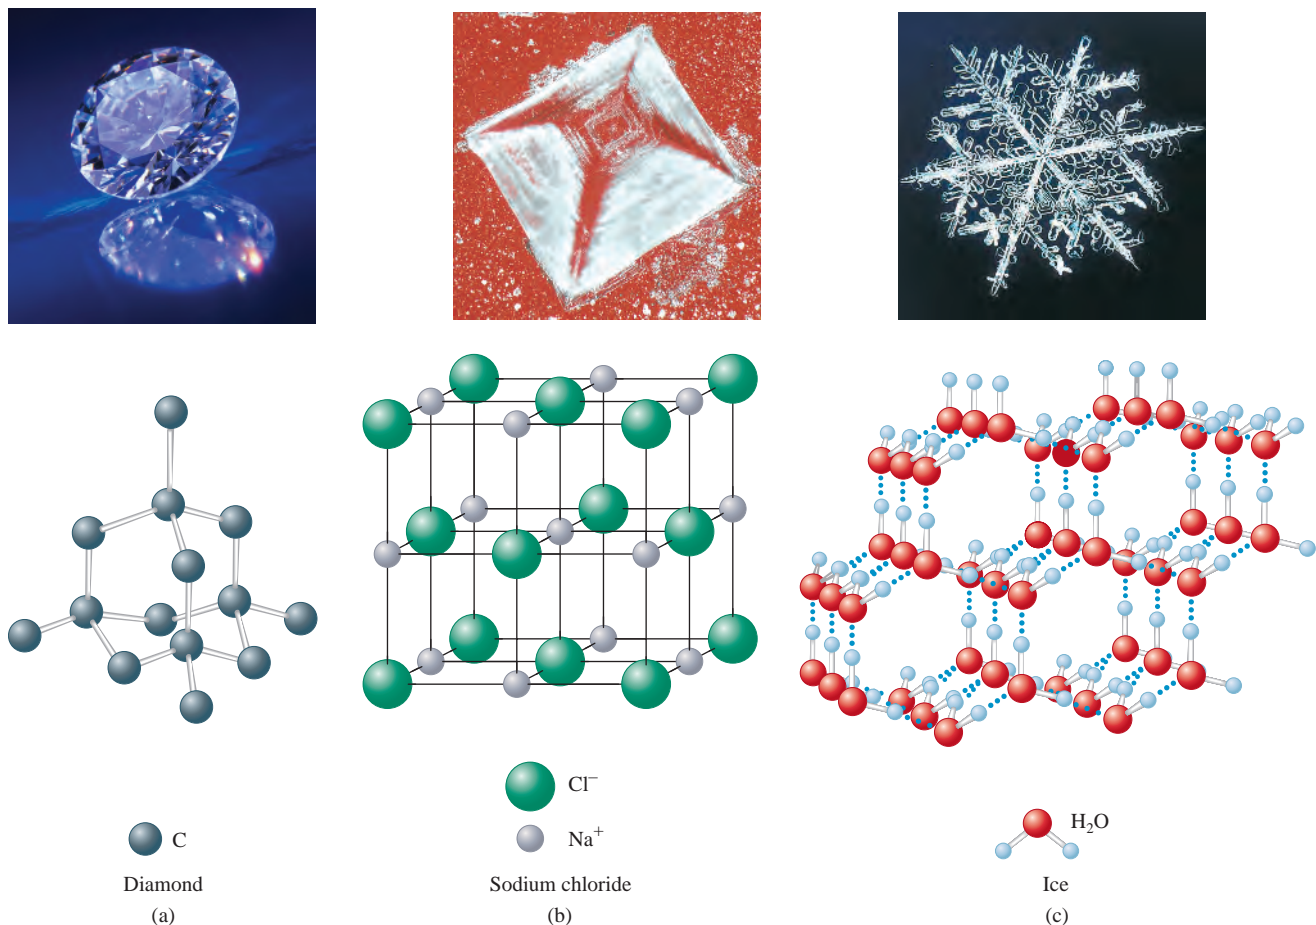 Cl⁻
C
Na⁺
H₂O
Diamond
Sodium chloride
Ice
(a)
(b)
(c)